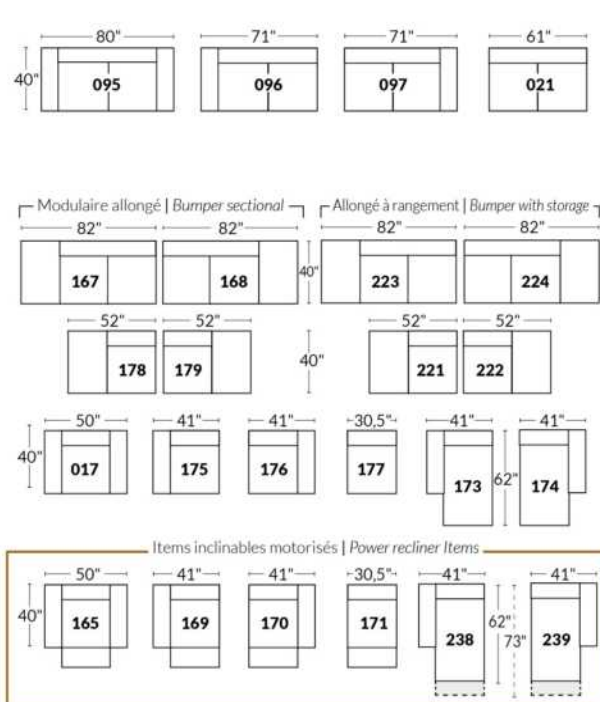 80" 71" 71" 61"
40" 095 096 097 021
Modulaire allongé | Bumper sectional Allongé à rangement | Bumper with storage
82" 82" 82" 82"
167 168 40" 223 224
52" 52" 52" 52"
178 179 40" 221 222
50" 41" 41" 30,5" 41" 41"
40" 017 175 176 177 173 62" 174
Items inclinables motorisés | Power recliner Items
50" 41" 41" 30,5" 41" 41"
40" 165 169 170 171 238 62" 73" 239